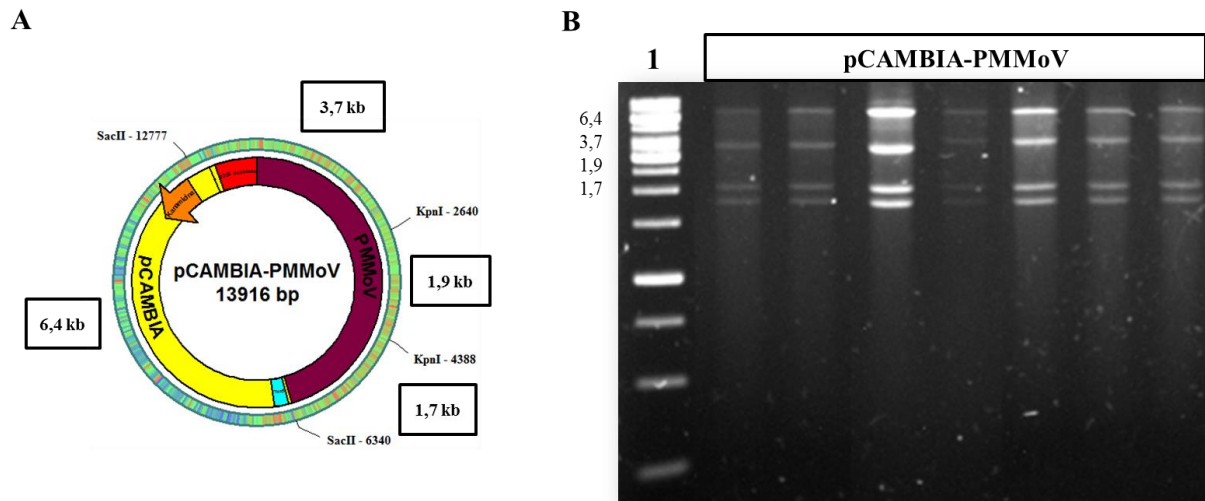 A
3,7 kb
SacII - 12777
KpnI - 2640
PMMoV
pCAMBIA-PMMoV
13916 bp
1,9 kb
pCAMBIA
6,4 kb
KpnI - 4388
1,7 kb
SacII - 6340
B
1
pCAMBIA-PMMoV
6,4
3,7
1,9
1,7